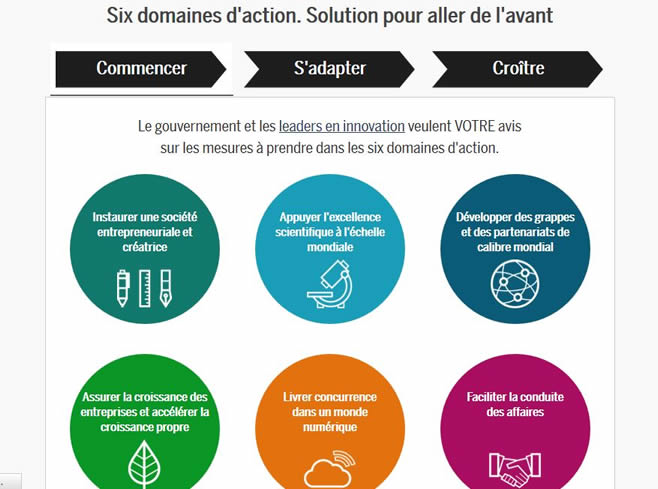 Six domaines d'action. Solution pour aller de l'avant
Commencer
S'adapter
Croître
Le gouvernement et les leaders en innovation veulent VOTRE avis
sur les mesures à prendre dans les six domaines d'action.
Instaurer une société
entrepreneuriale et
créatrice
Appuyer l'excellence
scientifique à l'échelle
mondiale
Développer des grappes
et des partenariats de
calibre mondial
Assurer la croissance des
entreprises et accélérer la
croissance propre
Livrer concurrence
dans un monde
numérique
Faciliter la conduite
des affaires